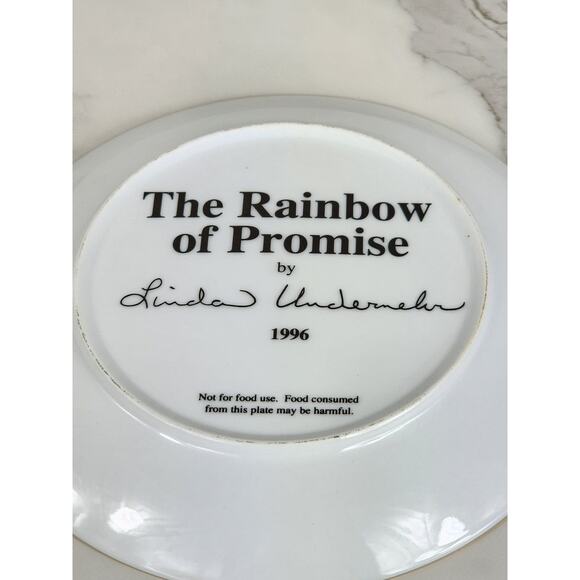 The Rainbow
of Promise
by
Linda Undernehr
1996
Not for food use. Food consumed
from this plate may be harmful.